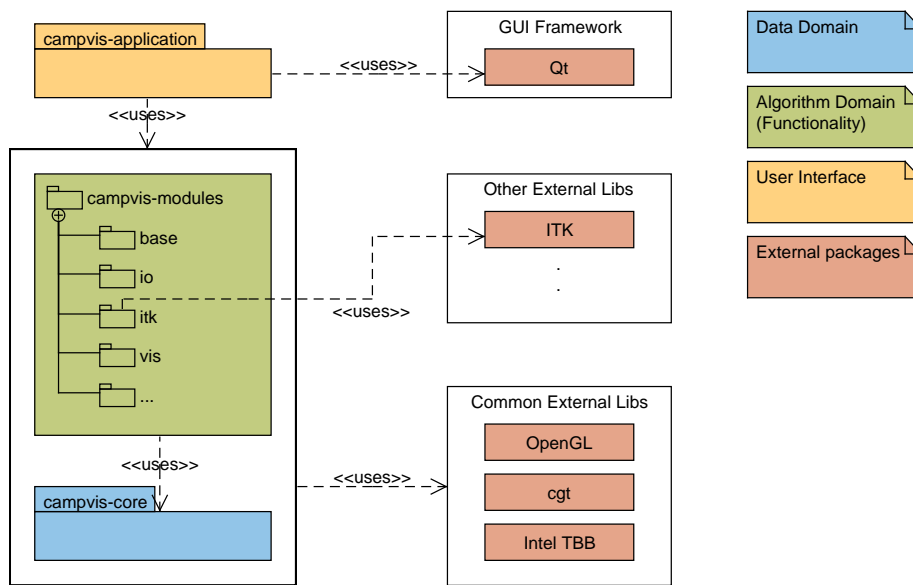 campvis-application
<<uses>>
GUI Framework
Qt
<<uses>>
campvis-modules
base
io
itk
vis
...
<<uses>>
Other External Libs
ITK
.
.
<<uses>>
campvis-core
<<uses>>
Common External Libs
OpenGL
cgt
Intel TBB
Data Domain
Algorithm Domain
(Functionality)
User Interface
External packages